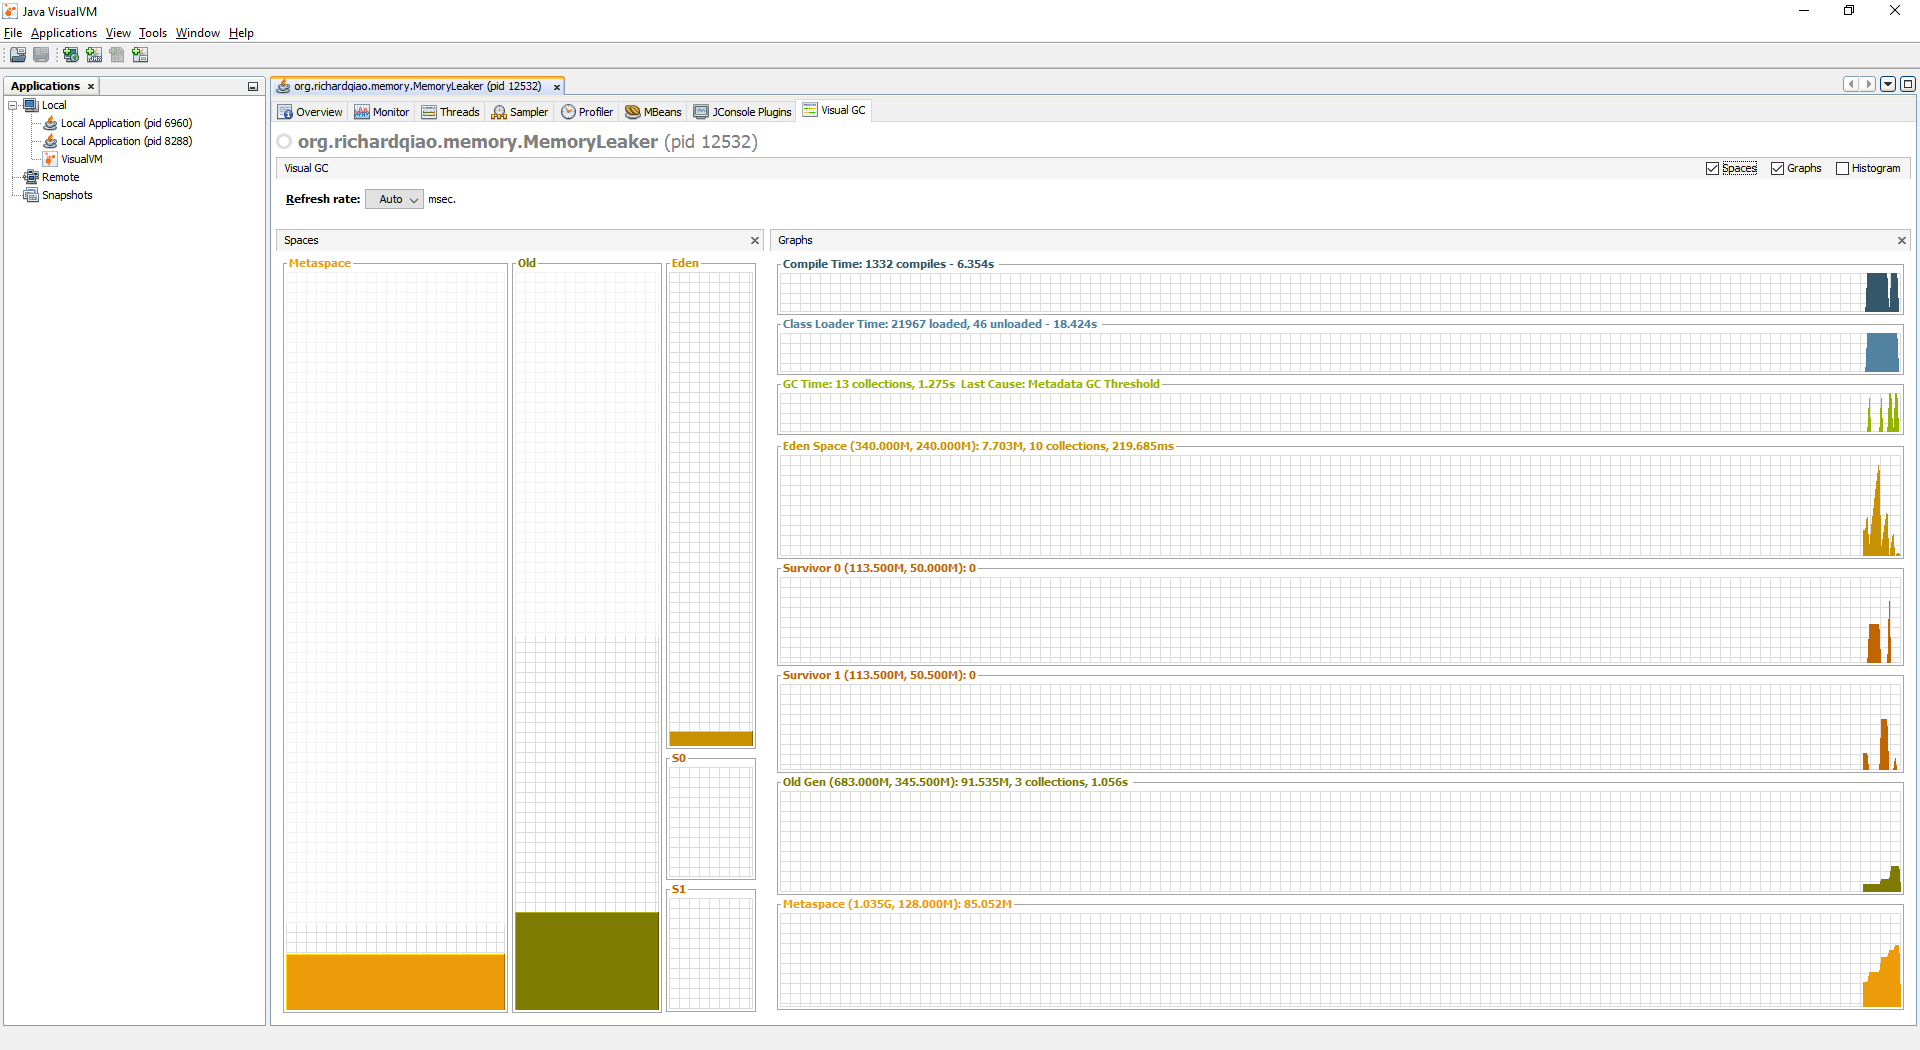 Java VisualVM
File Applications View Tools Window Help
Applications
Local
Local Application (pid 6960)
Local Application (pid 8288)
VisualVM
Remote
Snapshots
org.richardqiao.memory.MemoryLeaker (pid 12532)
Overview Monitor Threads Sampler Profiler MBeans JConsole Plugins Visual GC
org.richardqiao.memory.MemoryLeaker (pid 12532)
Visual GC Spaces Graphs Histogram
Refresh rate: Auto msec.
Spaces
Metaspace Old Eden
S0
S1
Graphs
Compile Time: 1332 compiles - 6.354s
Class Loader Time: 21967 loaded, 46 unloaded - 18.424s
GC Time: 13 collections, 1.275s Last Cause: Metadata GC Threshold
Eden Space (340.000M, 240.000M): 7.703M, 10 collections, 219.685ms
Survivor 0 (113.500M, 50.000M): 0
Survivor 1 (113.500M, 50.500M): 0
Old Gen (683.000M, 345.500M): 91.535M, 3 collections, 1.056s
Metaspace (1.035G, 128.000M): 85.052M